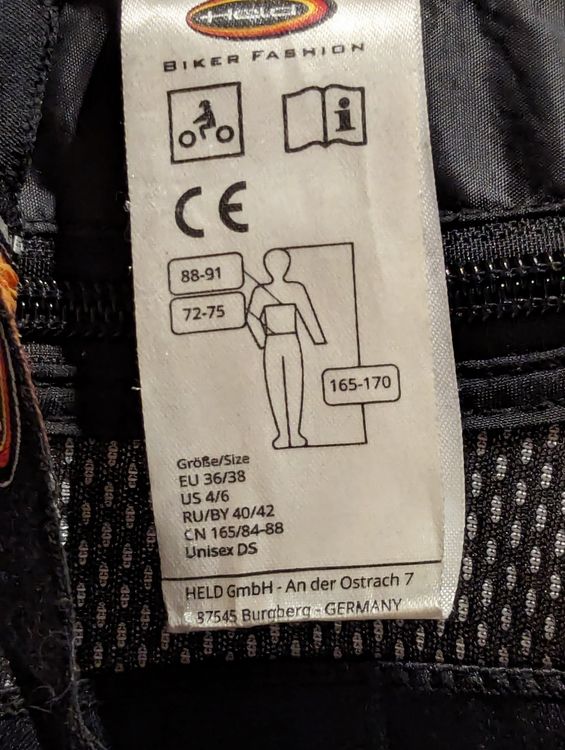 Held
BIKER FASHION
i
CE
88-91
72-75
165-170
Größe/Size
EU 36/38
US 4/6
RU/BY 40/42
CN 165/84-88
Unisex DS
HELD GmbH - An der Ostrach 7
87545 Burgberg - GERMANY